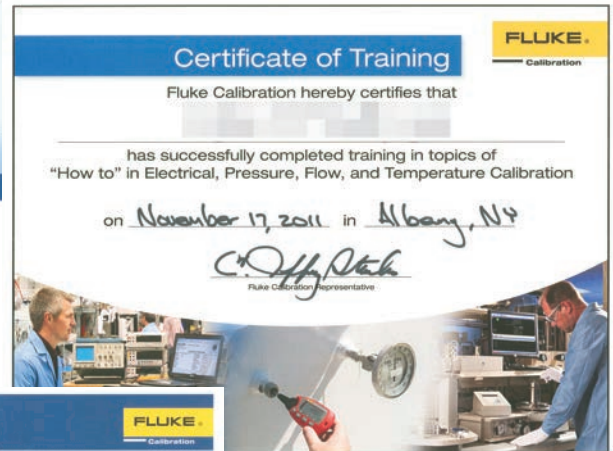 FLUKE®
Calibration
Certificate of Training
Fluke Calibration hereby certifies that
has successfully completed training in topics of
"How to" in Electrical, Pressure, Flow, and Temperature Calibration
on November 17, 2011 in Albany, NY
Fluke Calibration Representative
FLUKE®
Calibration